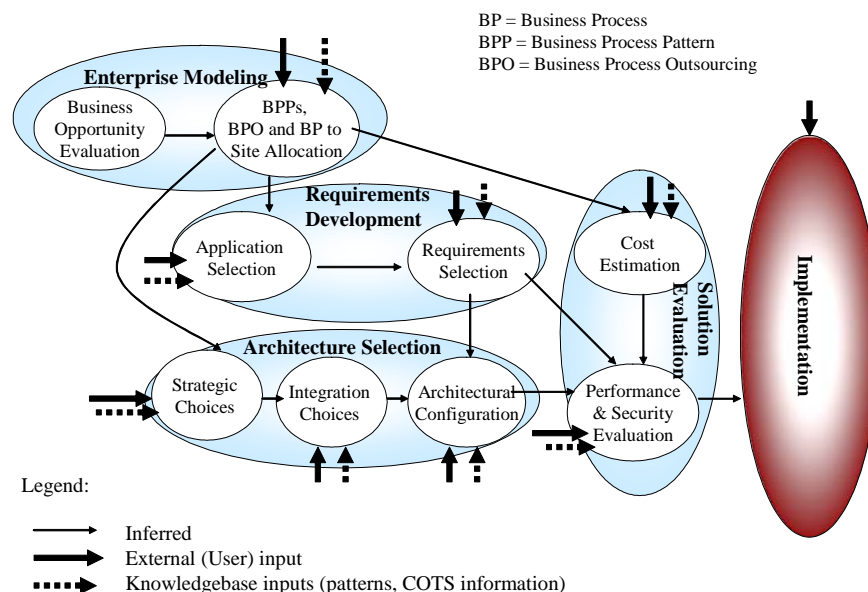 BP = Business Process
BPP = Business Process Pattern
BPO = Business Process Outsourcing
Enterprise Modeling
Business
Opportunity
Evaluation
BPPs,
BPO and BP to
Site Allocation
Requirements
Development
Application
Selection
Requirements
Selection
Cost
Estimation
Solution
Evaluation
Implementation
Architecture Selection
Strategic
Choices
Integration
Choices
Architectural
Configuration
Performance
& Security
Evaluation
Legend:
Inferred
External (User) input
Knowledgebase inputs (patterns, COTS information)